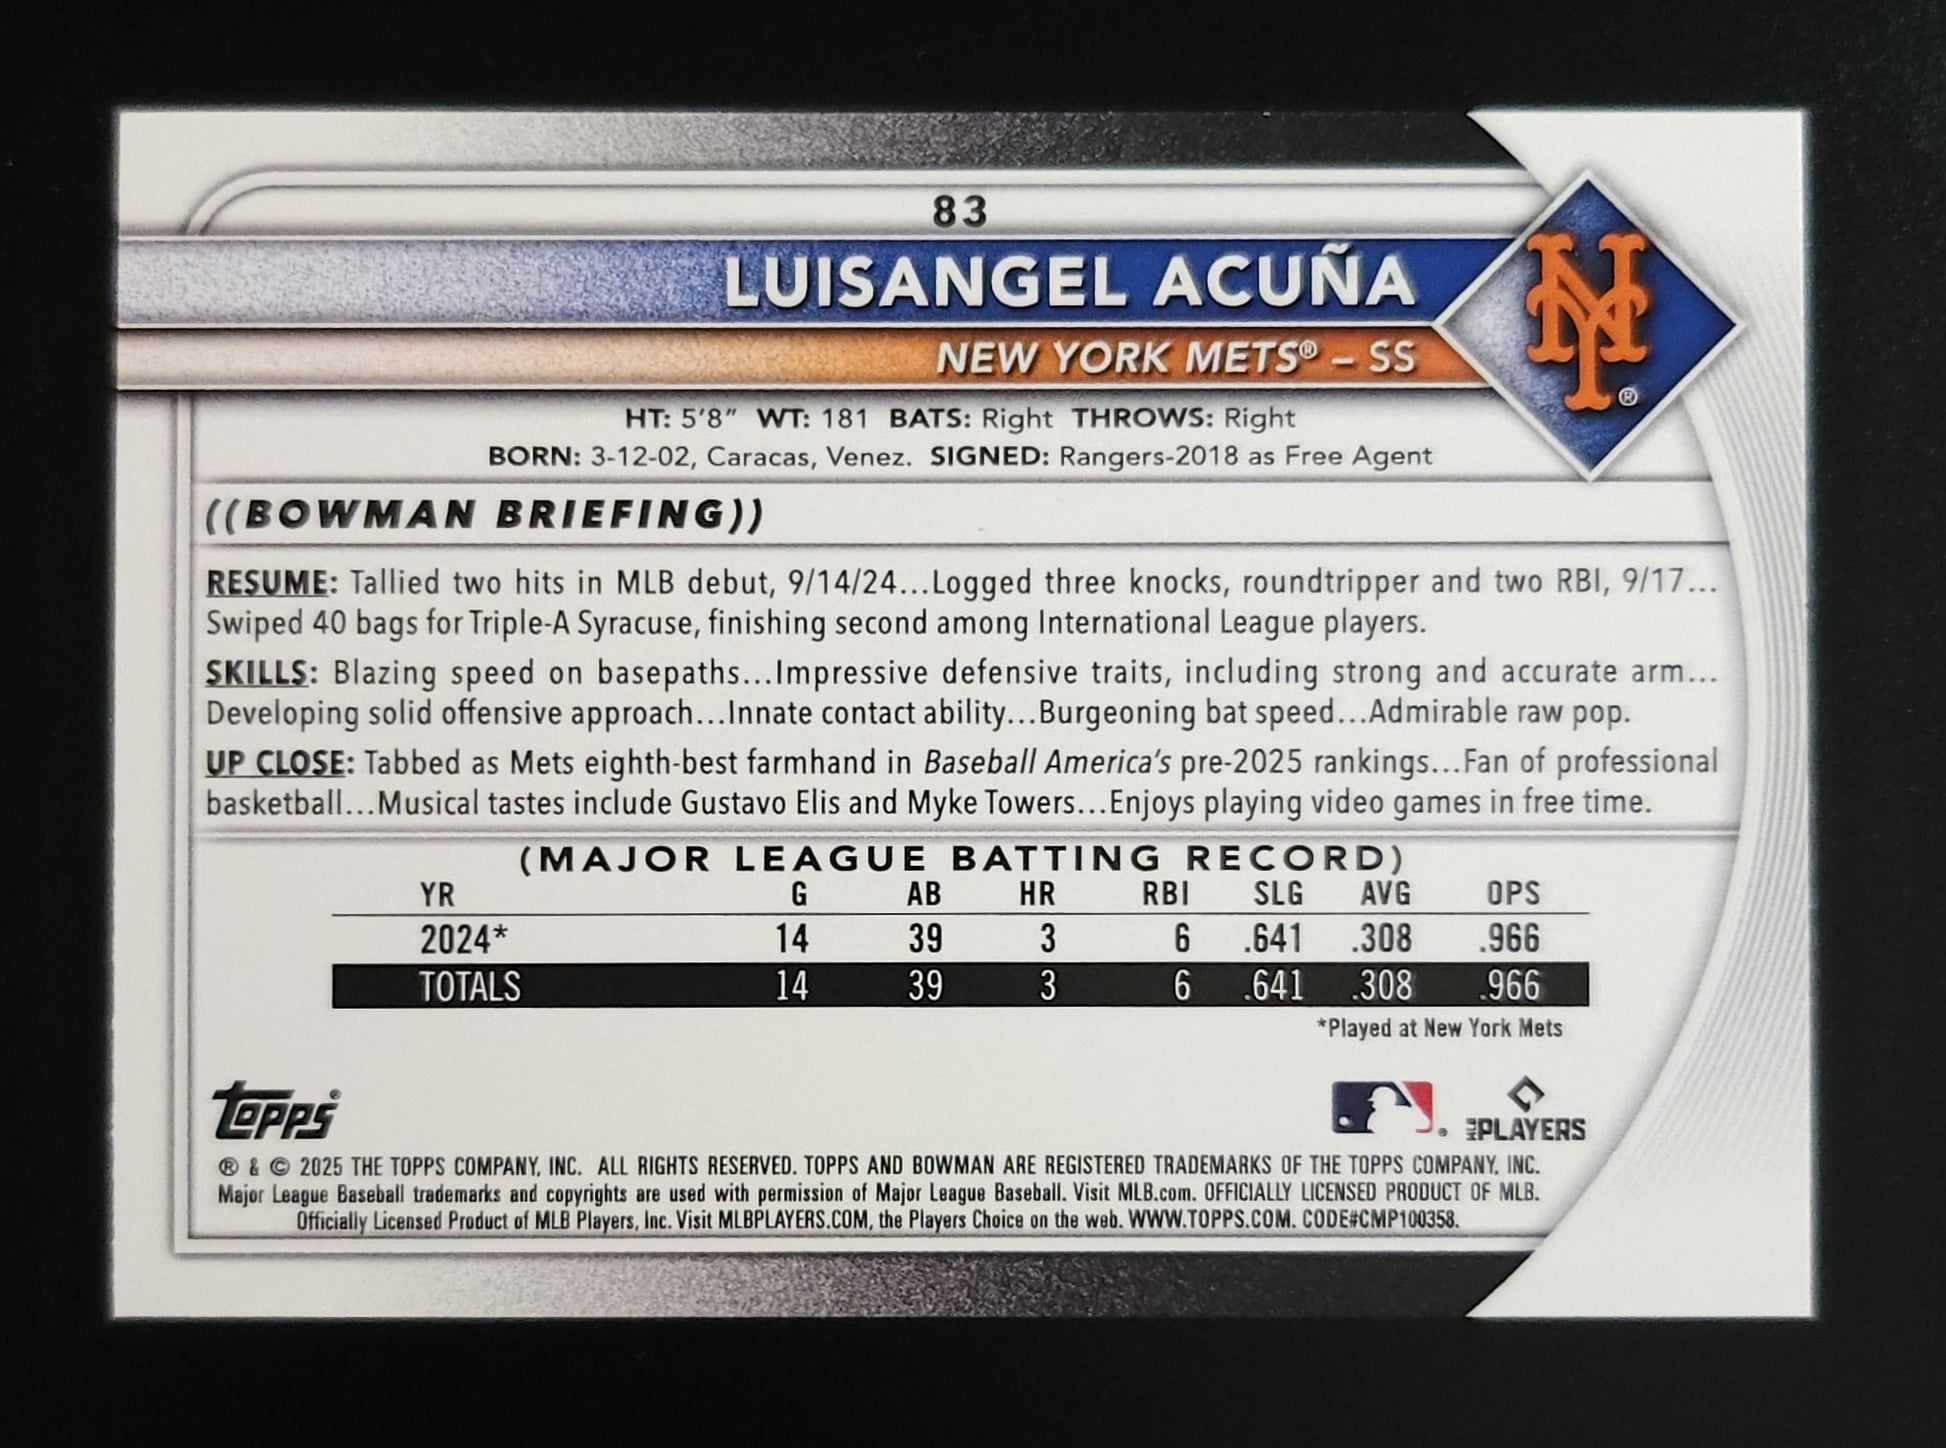 83
LUISANGEL ACUÑA
NEW YORK METS® – SS
NY®
HT: 5'8" WT: 181 BATS: Right THROWS: Right
BORN: 3-12-02, Caracas, Venez. SIGNED: Rangers-2018 as Free Agent
((BOWMAN BRIEFING))
RESUME: Tallied two hits in MLB debut, 9/14/24...Logged three knocks, roundtripper and two RBI, 9/17...
Swiped 40 bags for Triple-A Syracuse, finishing second among International League players.
SKILLS: Blazing speed on basepaths...Impressive defensive traits, including strong and accurate arm...
Developing solid offensive approach...Innate contact ability...Burgeoning bat speed...Admirable raw pop.
UP CLOSE: Tabbed as Mets eighth-best farmhand in Baseball America's pre-2025 rankings...Fan of professional
basketball...Musical tastes include Gustavo Elis and Myke Towers...Enjoys playing video games in free time.
(MAJOR LEAGUE BATTING RECORD)
YR G AB HR RBI SLG AVG OPS
2024* 14 39 3 6 .641 .308 .966
TOTALS 14 39 3 6 .641 .308 .966
*Played at New York Mets
Topps®
MLB PLAYERS
® & © 2025 THE TOPPS COMPANY, INC. ALL RIGHTS RESERVED. TOPPS AND BOWMAN ARE REGISTERED TRADEMARKS OF THE TOPPS COMPANY, INC.
Major League Baseball trademarks and copyrights are used with permission of Major League Baseball. Visit MLB.com. OFFICIALLY LICENSED PRODUCT OF MLB.
Officially Licensed Product of MLB Players, Inc. Visit MLBPLAYERS.COM, the Players Choice on the web. WWW.TOPPS.COM. CODE#CMP100358.